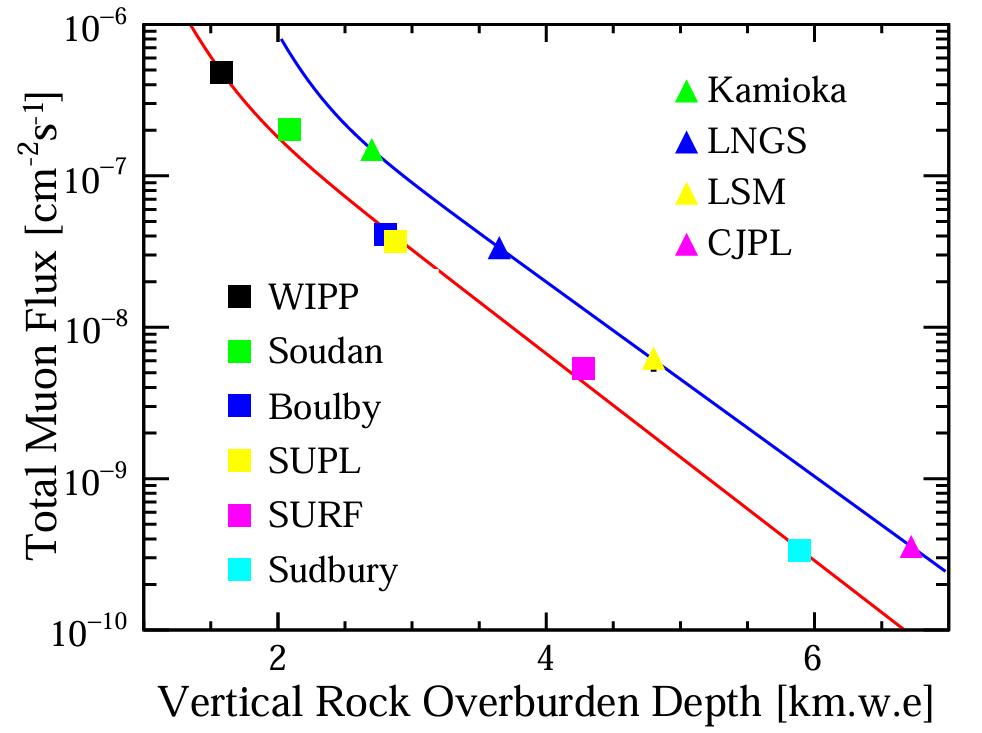 10⁻⁶
10⁻⁷
10⁻⁸
10⁻⁹
10⁻¹⁰
Total Muon Flux [cm⁻²s⁻¹]
Kamioka
LNGS
LSM
CJPL
WIPP
Soudan
Boulby
SUPL
SURF
Sudbury
2 4 6
Vertical Rock Overburden Depth [km.w.e]